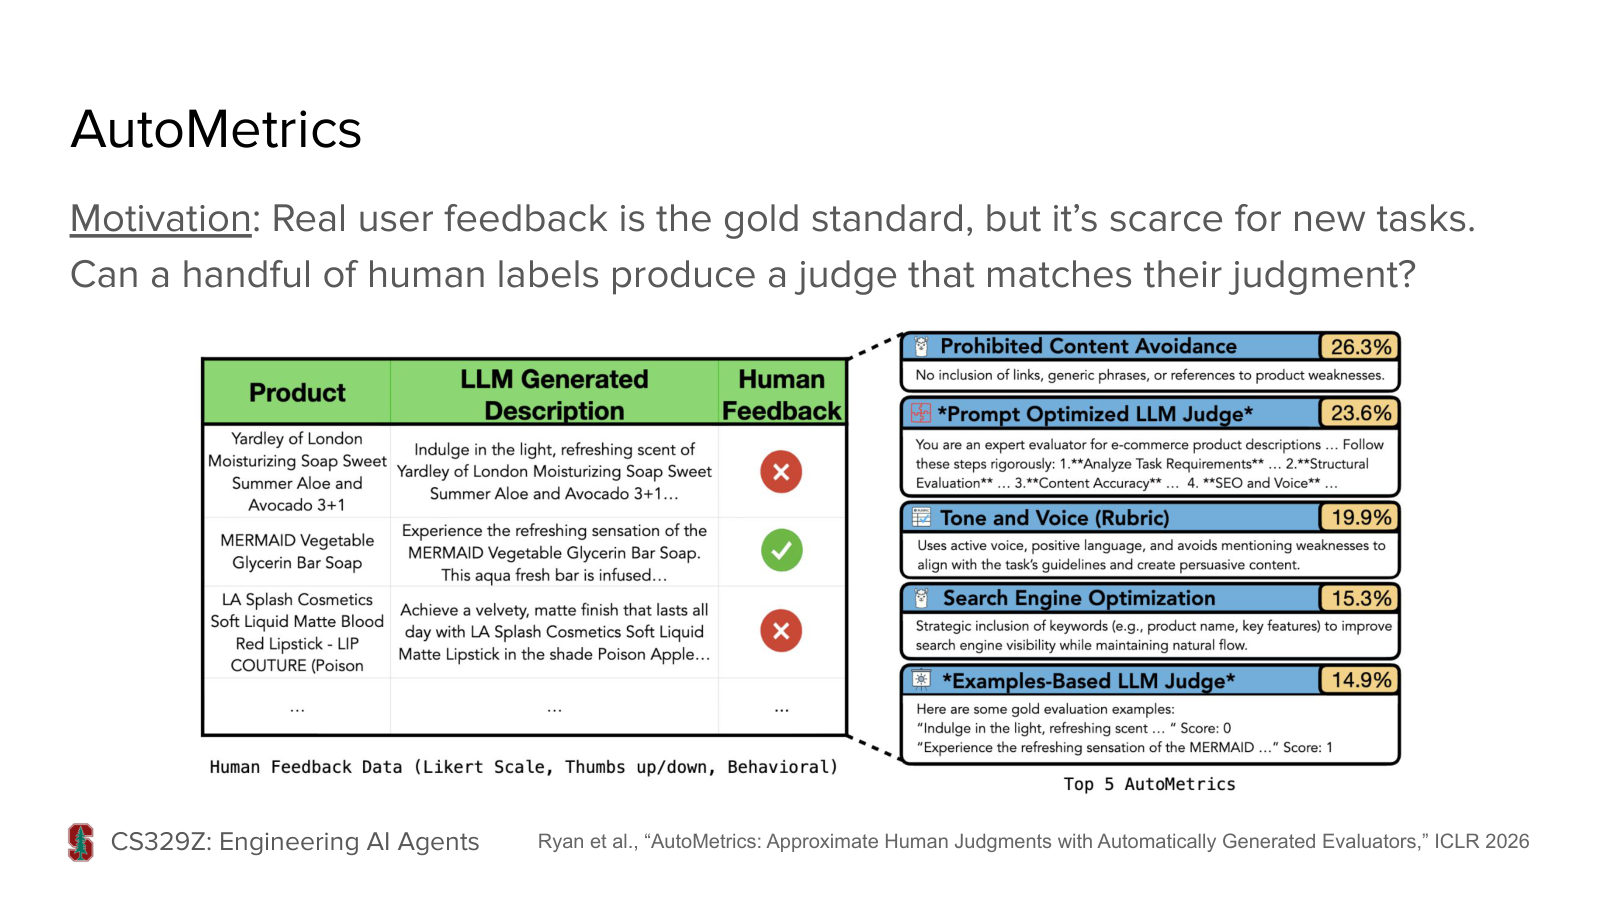 AutoMetrics
Motivation: Real user feedback is the gold standard, but it’s scarce for new tasks.
Can a handful of human labels produce a judge that matches their judgment?
Product
LLM Generated
Description
Human
Feedback
Yardley of London
Moisturizing Soap Sweet
Summer Aloe and
Avocado 3+1
Indulge in the light, refreshing scent of
Yardley of London Moisturizing Soap Sweet
Summer Aloe and Avocado 3+1...
MERMAID Vegetable
Glycerin Bar Soap
Experience the refreshing sensation of the
MERMAID Vegetable Glycerin Bar Soap.
This aqua fresh bar is infused...
LA Splash Cosmetics
Soft Liquid Matte Blood
Red Lipstick - LIP
COUTURE (Poison
Achieve a velvety, matte finish that lasts all
day with LA Splash Cosmetics Soft Liquid
Matte Lipstick in the shade Poison Apple...
... ... ...
Human Feedback Data (Likert Scale, Thumbs up/down, Behavioral)
Prohibited Content Avoidance 26.3%
No inclusion of links, generic phrases, or references to product weaknesses.
*Prompt Optimized LLM Judge* 23.6%
You are an expert evaluator for e-commerce product descriptions ... Follow
these steps rigorously: 1.**Analyze Task Requirements** ... 2.**Structural
Evaluation** ... 3.**Content Accuracy** ... 4. **SEO and Voice** ...
Tone and Voice (Rubric) 19.9%
Uses active voice, positive language, and avoids mentioning weaknesses to
align with the task’s guidelines and create persuasive content.
Search Engine Optimization 15.3%
Strategic inclusion of keywords (e.g., product name, key features) to improve
search engine visibility while maintaining natural flow.
*Examples-Based LLM Judge* 14.9%
Here are some gold evaluation examples:
“Indulge in the light, refreshing scent ... “ Score: 0
“Experience the refreshing sensation of the MERMAID ...“ Score: 1
Top 5 AutoMetrics
CS329Z: Engineering AI Agents
Ryan et al., “AutoMetrics: Approximate Human Judgments with Automatically Generated Evaluators,” ICLR 2026